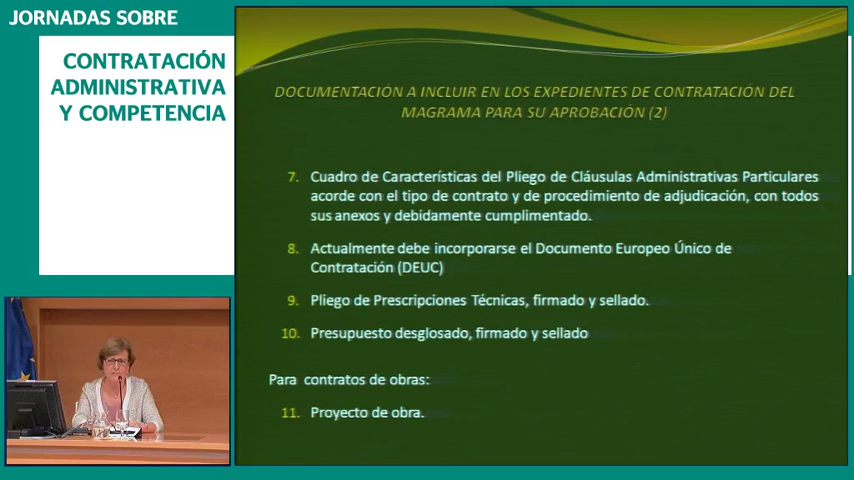 JORNADAS SOBRE
CONTRATACIÓN
ADMINISTRATIVA
Y COMPETENCIA
DOCUMENTACIÓN A INCLUIR EN LOS EXPEDIENTES DE CONTRATACIÓN DEL
MAGRAMA PARA SU APROBACIÓN (2)
7. Cuadro de Características del Pliego de Cláusulas Administrativas Particulares
acorde con el tipo de contrato y de procedimiento de adjudicación, con todos
sus anexos y debidamente cumplimentado.
8. Actualmente debe incorporarse el Documento Europeo Único de
Contratación (DEUC)
9. Pliego de Prescripciones Técnicas, firmado y sellado.
10. Presupuesto desglosado, firmado y sellado
Para contratos de obras:
11. Proyecto de obra.